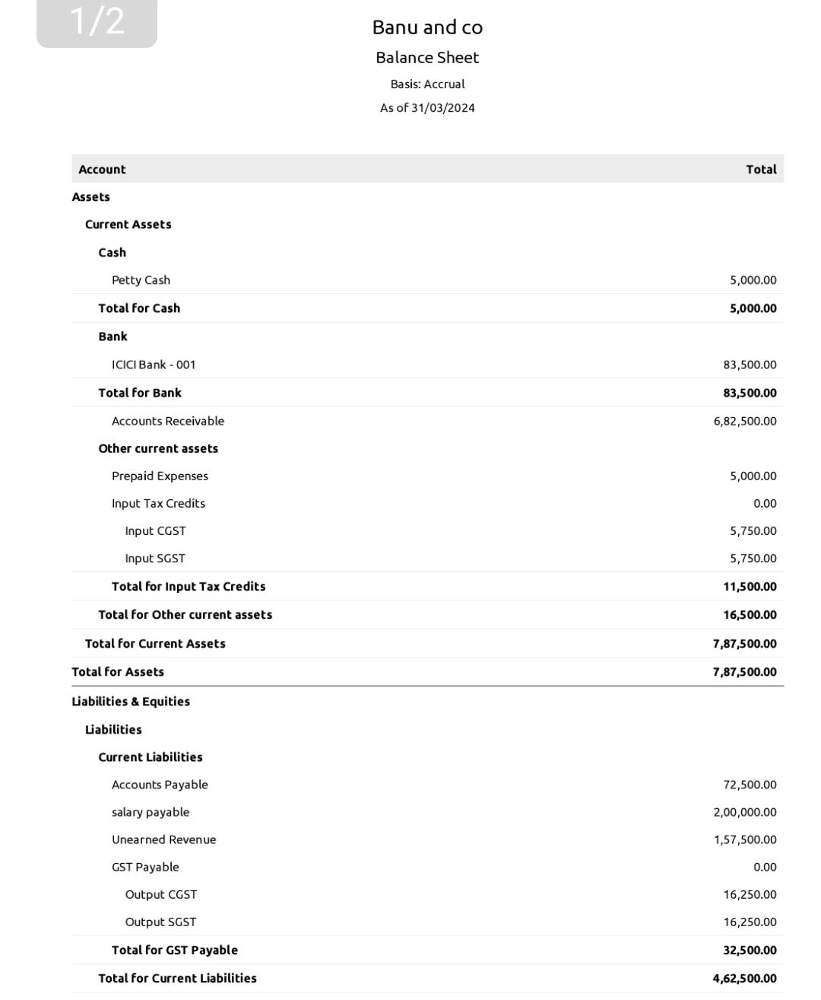 1/2
Banu and co
Balance Sheet
Basis: Accrual
As of 31/03/2024
Account Total
Assets
Current Assets
Cash
Petty Cash 5,000.00
Total for Cash 5,000.00
Bank
ICICI Bank - 001 83,500.00
Total for Bank 83,500.00
Accounts Receivable 6,82,500.00
Other current assets
Prepaid Expenses 5,000.00
Input Tax Credits 0.00
Input CGST 5,750.00
Input SGST 5,750.00
Total for Input Tax Credits 11,500.00
Total for Other current assets 16,500.00
Total for Current Assets 7,87,500.00
Total for Assets 7,87,500.00
Liabilities & Equities
Liabilities
Current Liabilities
Accounts Payable 72,500.00
salary payable 2,00,000.00
Unearned Revenue 1,57,500.00
GST Payable 0.00
Output CGST 16,250.00
Output SGST 16,250.00
Total for GST Payable 32,500.00
Total for Current Liabilities 4,62,500.00